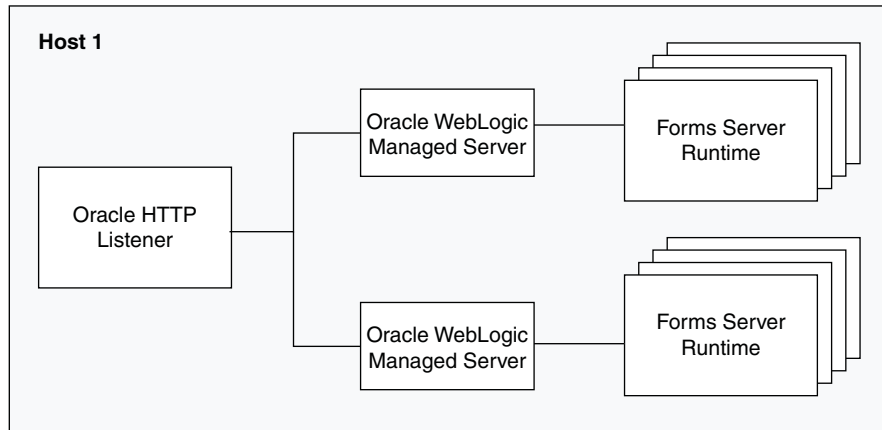 Host 1
Oracle WebLogic
Managed Server
Forms Server
Runtime
Oracle HTTP
Listener
Oracle WebLogic
Managed Server
Forms Server
Runtime